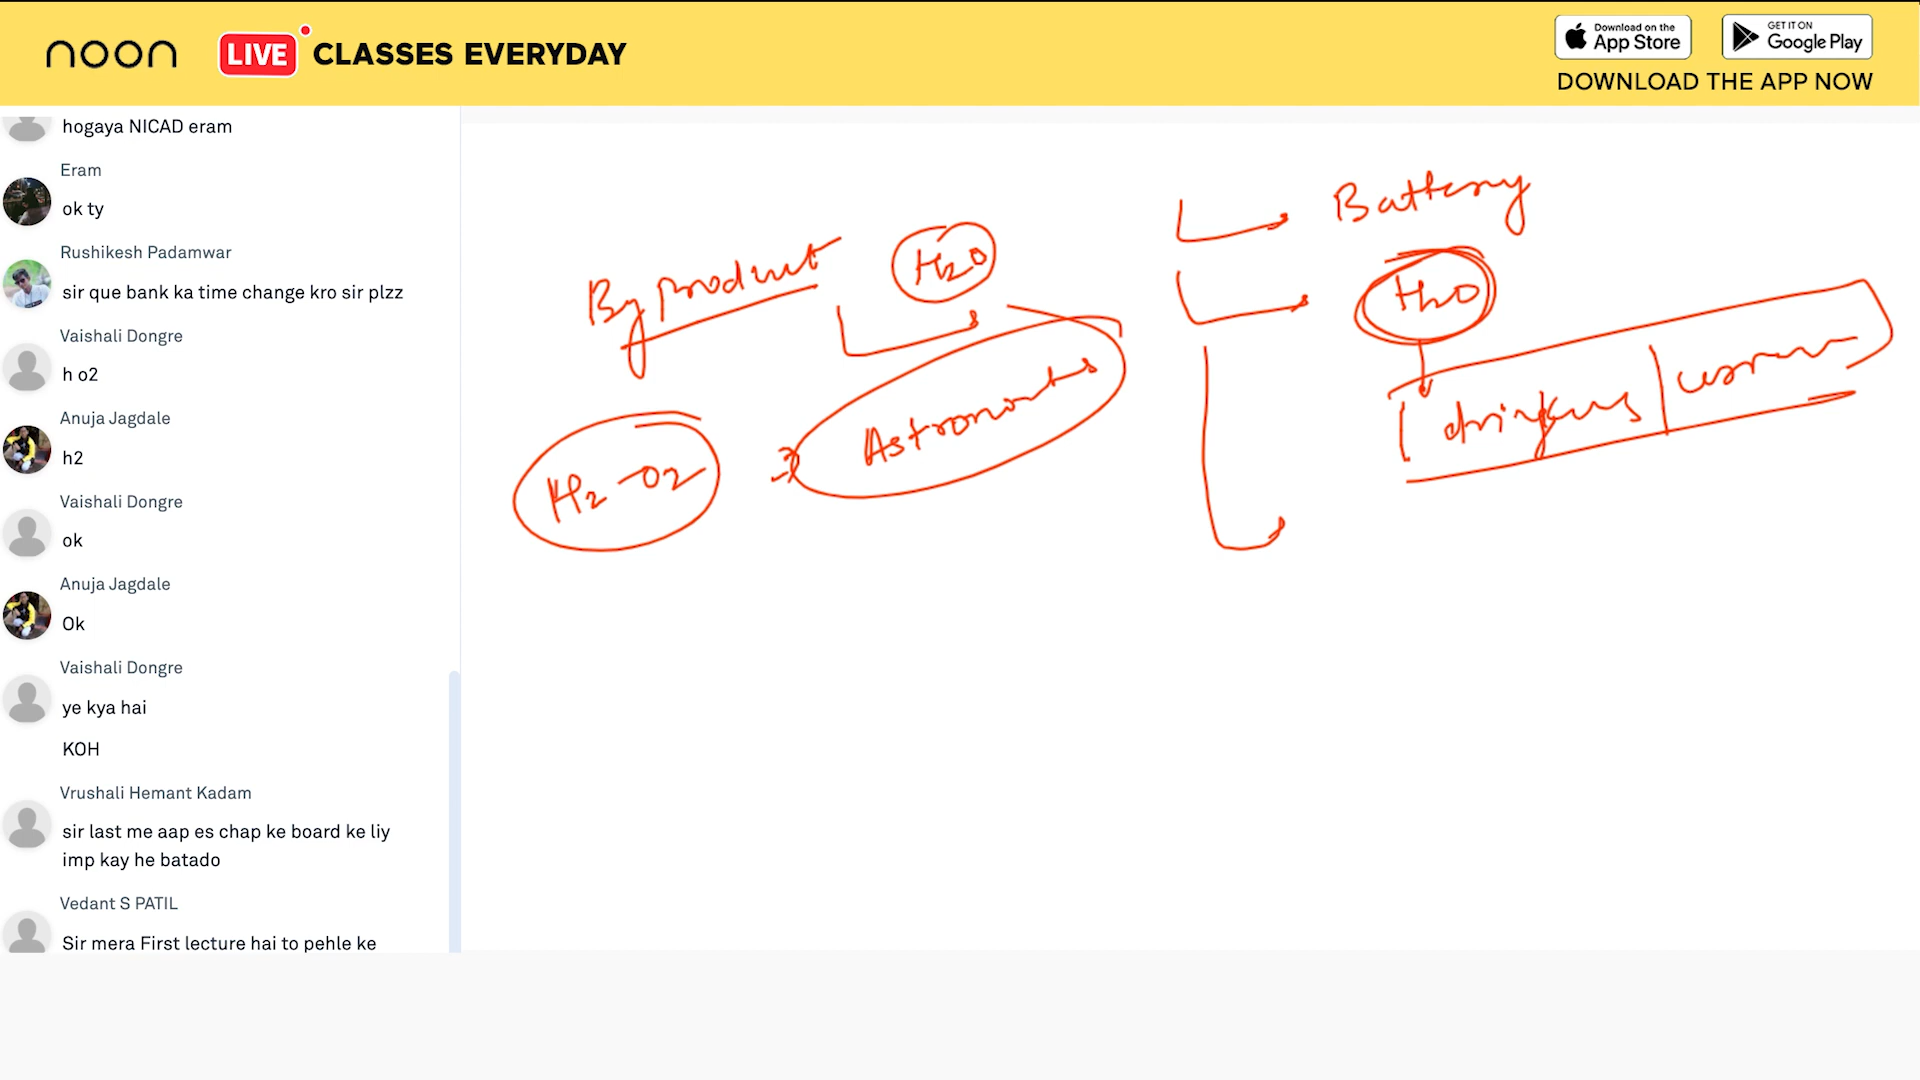 noon LIVE CLASSES EVERYDAY
Download on the App Store
GET IT ON Google Play
DOWNLOAD THE APP NOW
hogaya NICAD eram
Eram
ok ty
Rushikesh Padamwar
sir que bank ka time change kro sir plzz
Vaishali Dongre
h o2
Anuja Jagdale
h2
Vaishali Dongre
ok
Anuja Jagdale
Ok
Vaishali Dongre
ye kya hai
KOH
Vrushali Hemant Kadam
sir last me aap es chap ke board ke liy
imp kay he batado
Vedant S PATIL
Sir mera First lecture hai to pehle ke
By product H2O
H2-O2
Astronomts
Battery
H2O